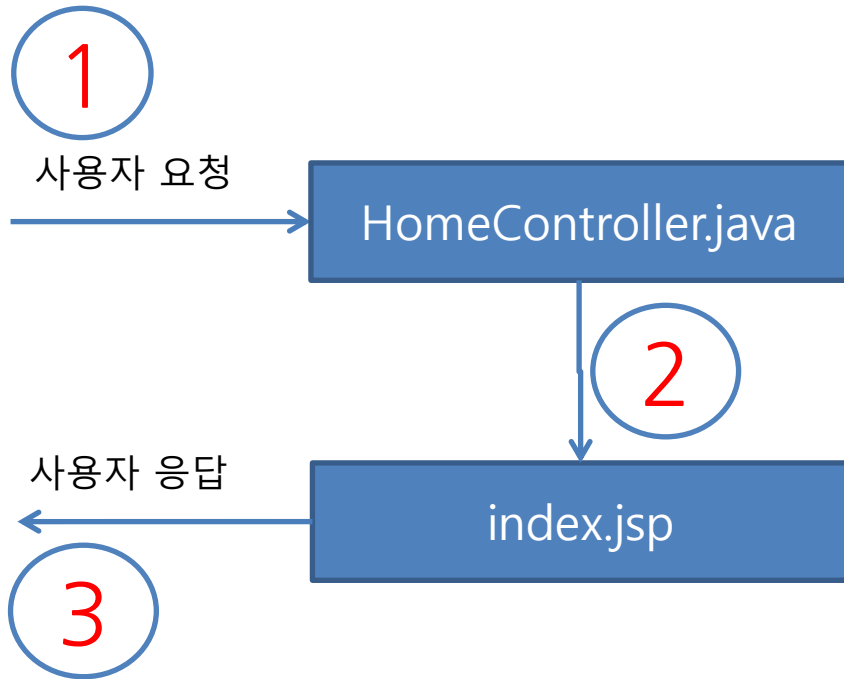 1
사용자 요청
HomeController.java
2
사용자 응답
index.jsp
3